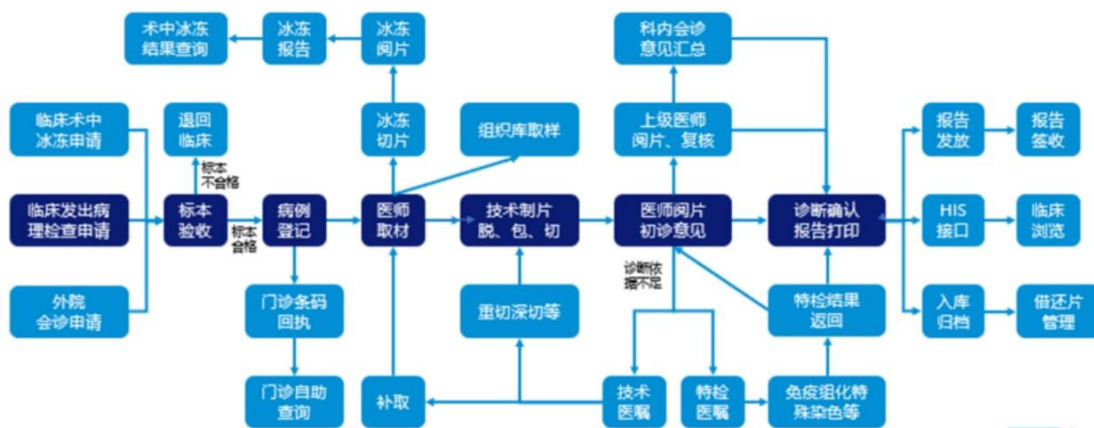 术中冰冻
结果查询
冰冻
报告
冰冻
阅片
科内会诊
意见汇总
临床术中
冰冻申请
退回
临床
冰冻
切片
组织库取样
上级医师
阅片、复核
报告
发放
报告
签收
标本
不合格
临床发出病
理检查申请
标本
验收
标本
合格
病例
登记
医师
取材
技术制片
脱、包、切
医师阅片
初诊意见
诊断确认
报告打印
HIS
接口
临床
浏览
诊断依
据不足
外院
会诊申请
门诊条码
回执
重切深切等
特检结果
返回
入库
归档
借还片
管理
门诊自助
查询
补取
技术
医嘱
特检
医嘱
免疫组化特
殊染色等